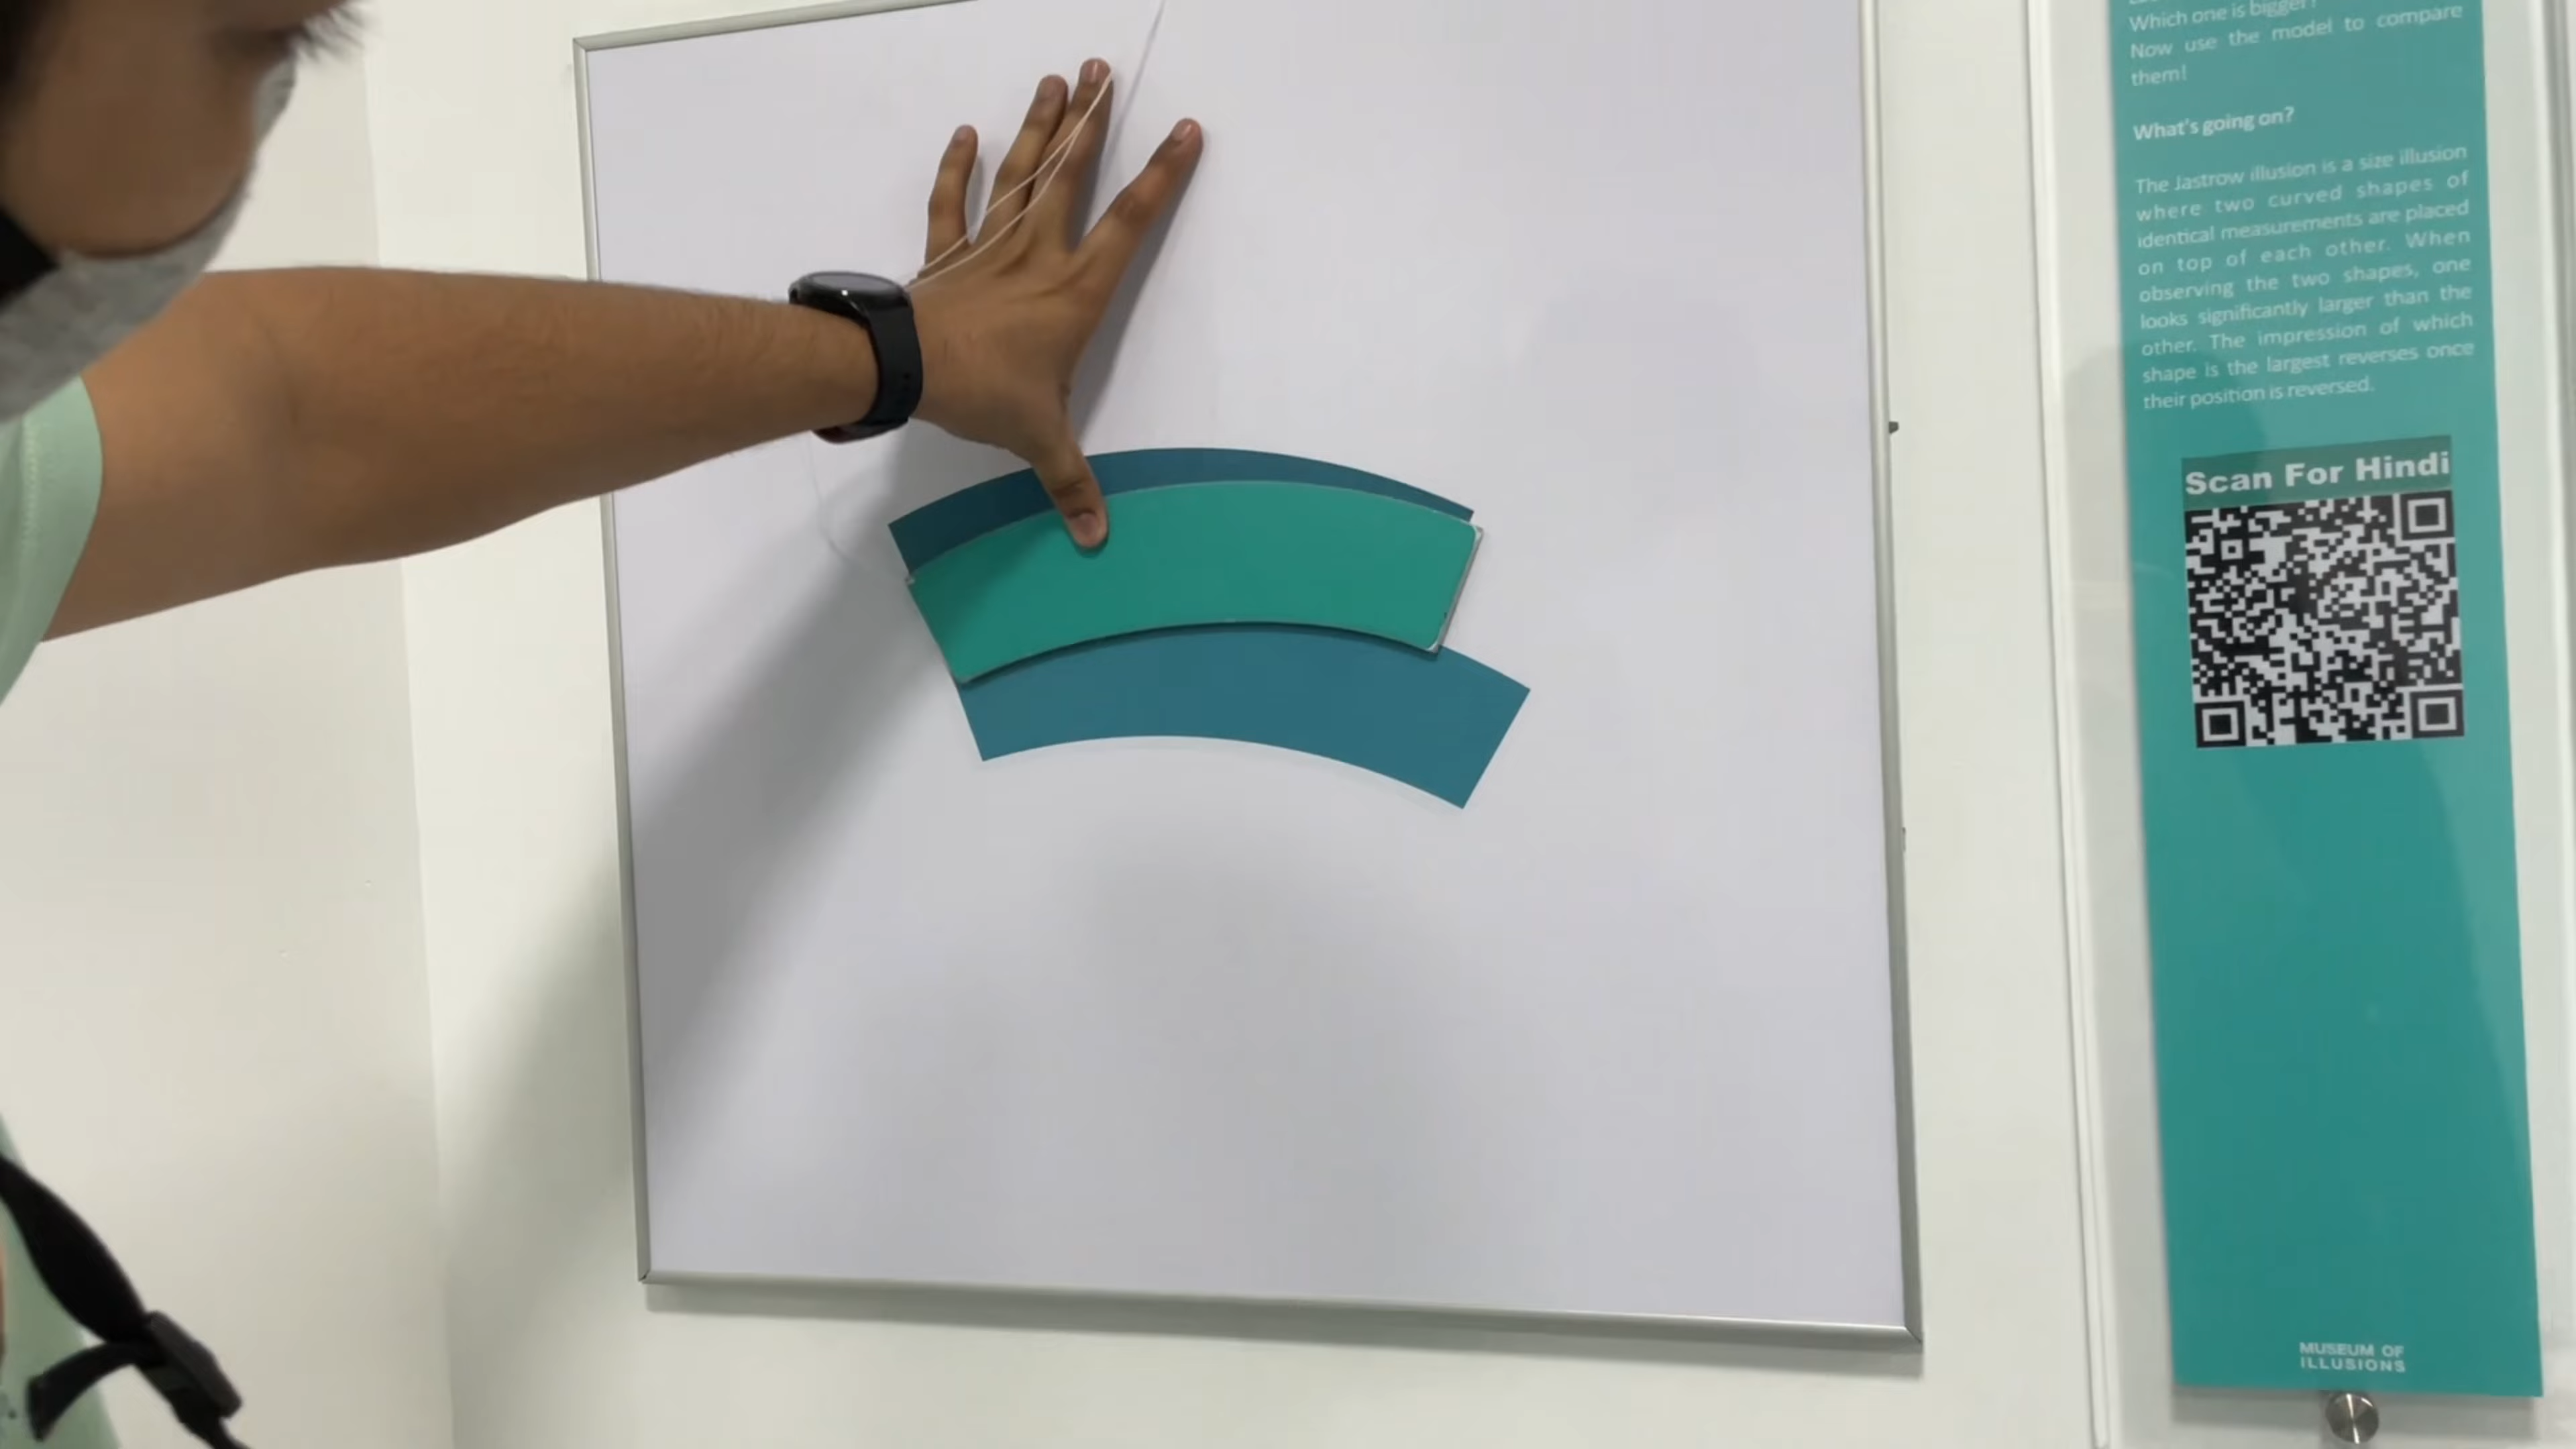 Which one is bigger?
Now use the model to compare
them!
What's going on?
The Jastrow illusion is a size illusion
where two curved shapes of
identical measurements are placed
on top of each other. When
observing the two shapes, one
looks significantly larger than the
other. The impression of which
shape is the largest reverses once
their position is reversed.
Scan For Hindi
MUSEUM OF
ILLUSIONS